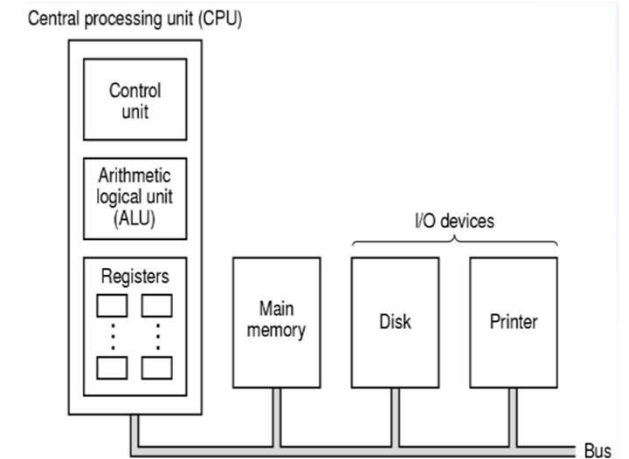 Central processing unit (CPU)
Control
unit
Arithmetic
logical unit
(ALU)
Registers
I/O devices
Main
memory
Disk
Printer
Bus